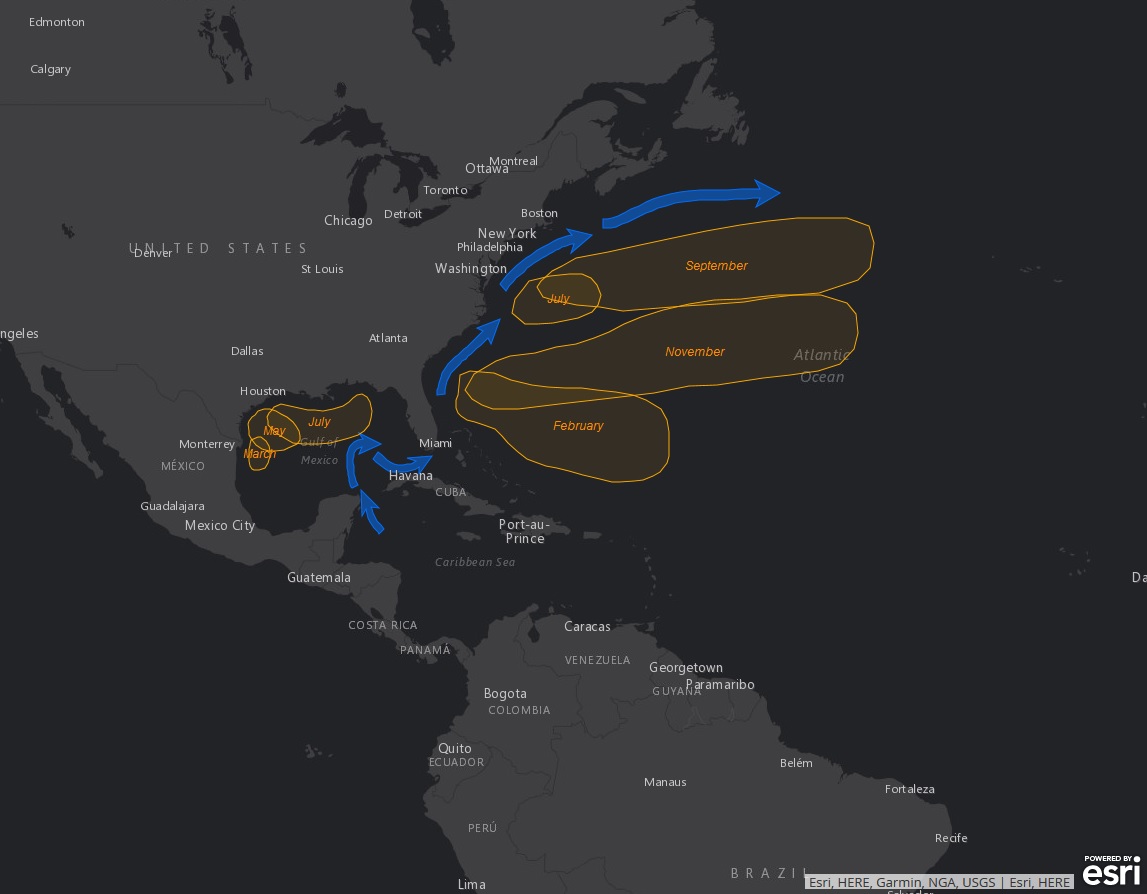 Edmonton
Calgary
Montreal
Ottawa
Toronto
Boston
Detroit
Chicago
New York
Philadelphia
UNITED STATES
Denver
Washington
St Louis
September
July
ngeles
Atlanta
Dallas
November
Atlantic
Ocean
Houston
July
February
May
Gulf of
Mexico
Miami
Monterrey
March
MÉXICO
Havana
CUBA
Guadalajara
Mexico City
Port-au-
Prince
Caribbean Sea
Guatemala
Da
COSTA RICA
Caracas
PANAMÁ
VENEZUELA
Georgetown
Paramaribo
GUYANA
Bogota
COLOMBIA
Quito
ECUADOR
Belém
Manaus
Fortaleza
PERÚ
Recife
BRAZIL
Lima
Esri, HERE, Garmin, NGA, USGS | Esri, HERE
POWERED BY
esri